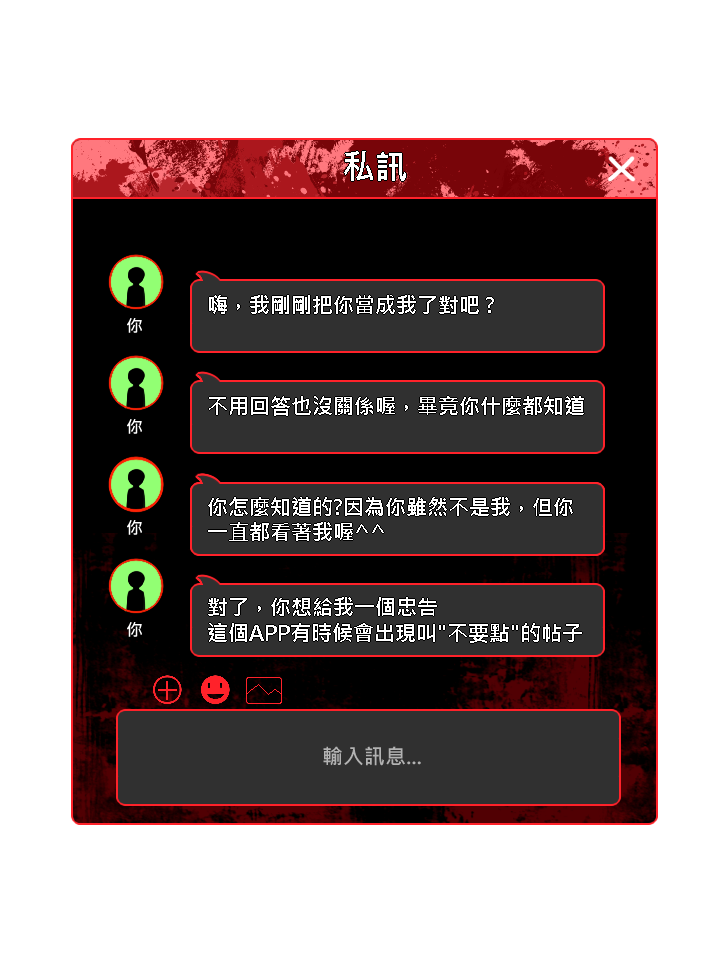 私訊
你
嗨，我剛剛把你當成我了對吧？
你
不用回答也沒關係喔，畢竟你什麼都知道
你
你怎麼知道的?因為你雖然不是我，但你
一直都看著我喔^^
你
對了，你想給我一個忠告
這個APP有時候會出現叫"不要點"的帖子
輸入訊息...